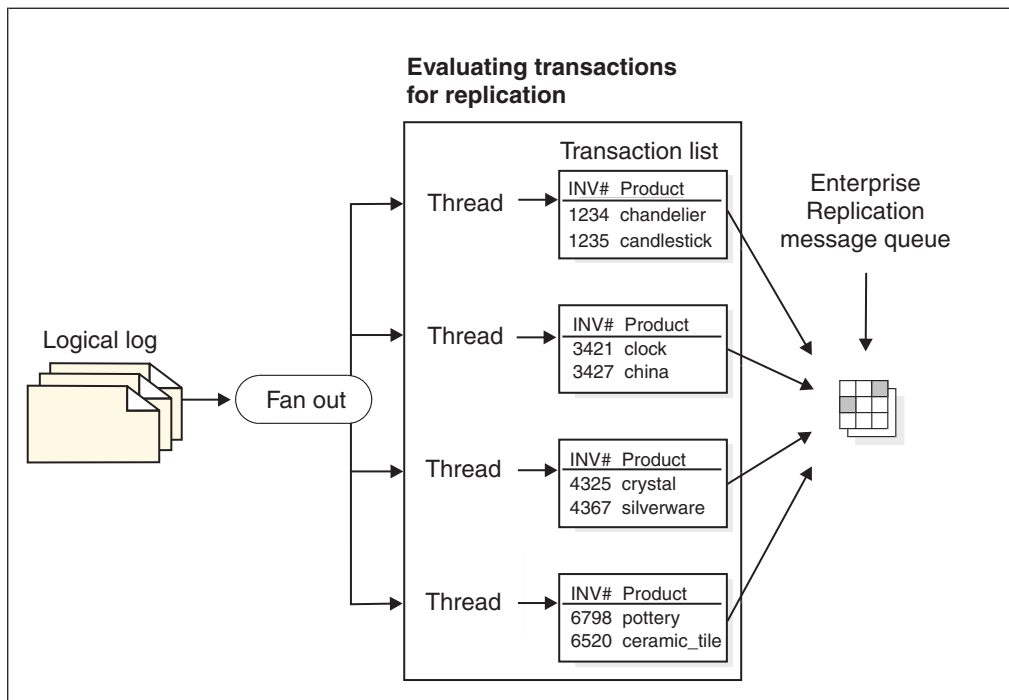 Evaluating transactions
for replication
Transaction list
Logical log
Fan out
Thread
INV# Product
1234 chandelier
1235 candlestick
Thread
INV# Product
3421 clock
3427 china
Thread
INV# Product
4325 crystal
4367 silverware
Thread
INV# Product
6798 pottery
6520 ceramic_tile
Enterprise
Replication
message queue